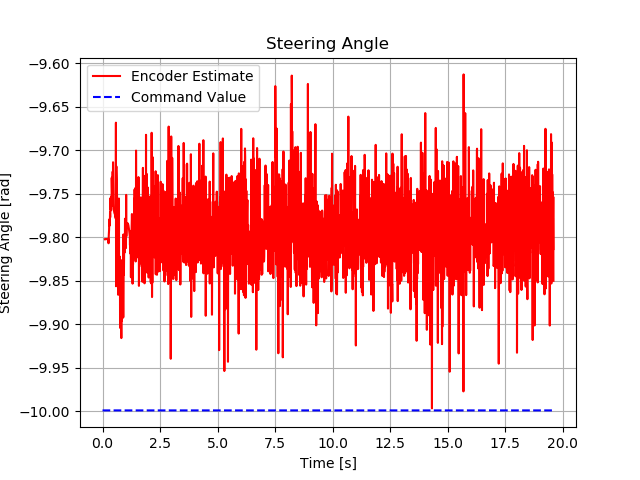 Steering Angle
Encoder Estimate
Command Value
−9.60
−9.65
−9.70
−9.75
−9.80
−9.85
−9.90
−9.95
−10.00
Steering Angle [rad]
0.0 2.5 5.0 7.5 10.0 12.5 15.0 17.5 20.0
Time [s]